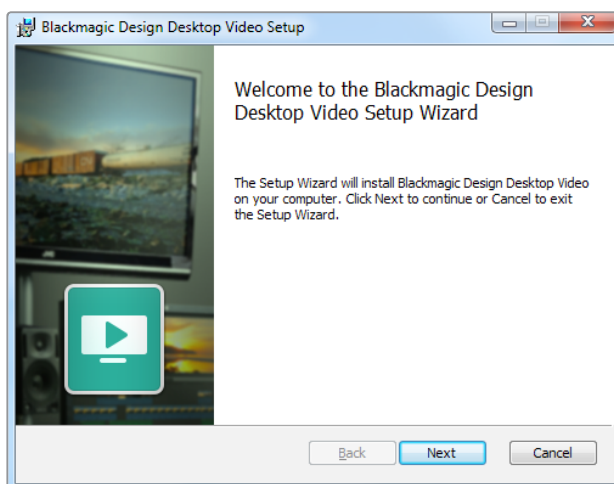 Blackmagic Design Desktop Video Setup
Welcome to the Blackmagic Design
Desktop Video Setup Wizard
The Setup Wizard will install Blackmagic Design Desktop Video
on your computer. Click Next to continue or Cancel to exit
the Setup Wizard.
Back
Next
Cancel